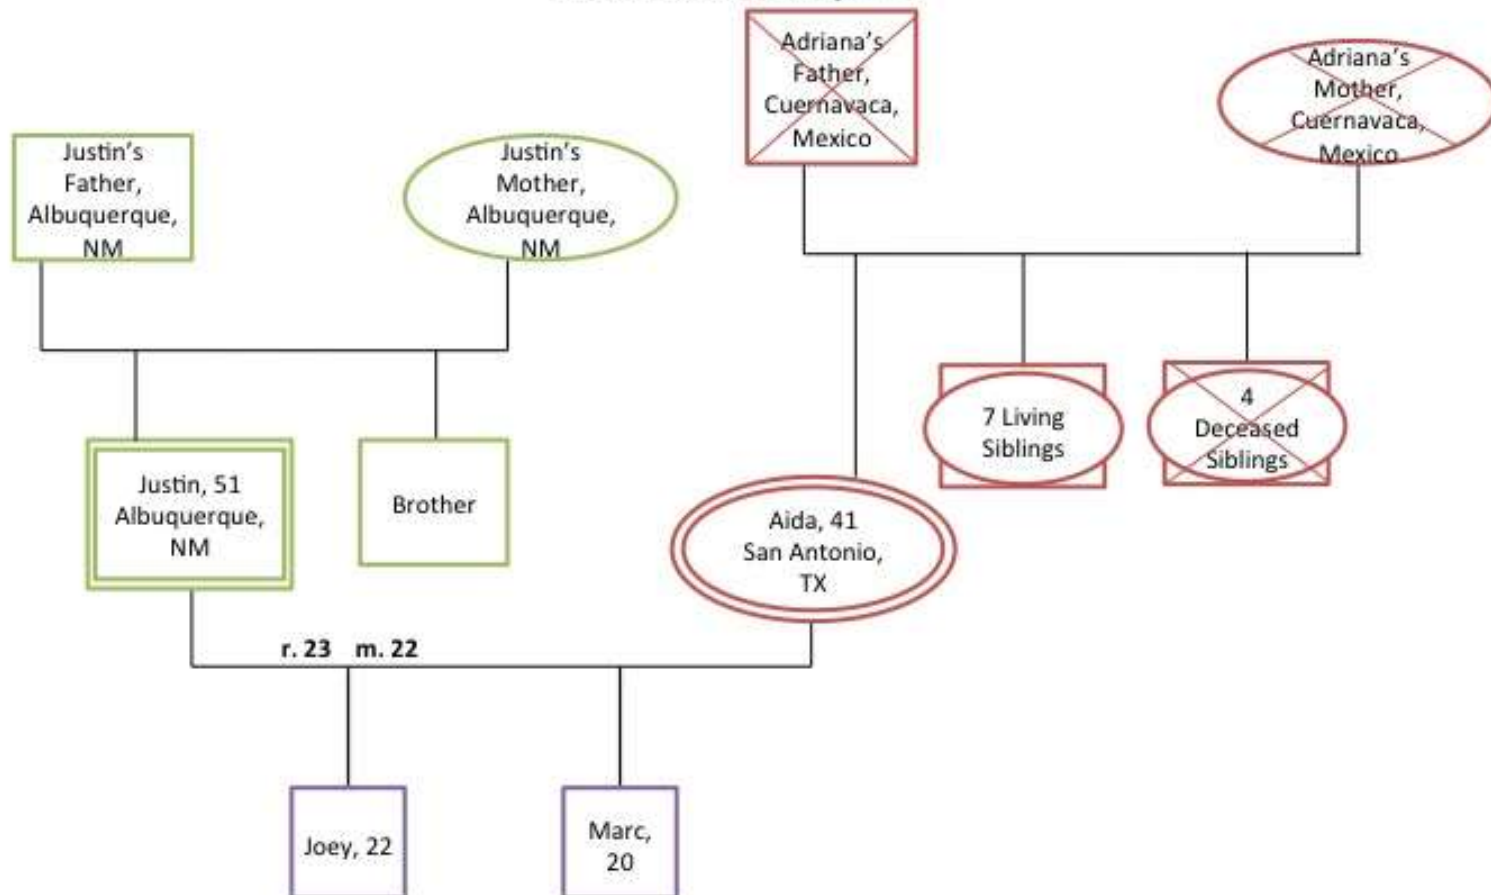 Adriana's
Father,
Cuernavaca,
Mexico
Adriana's
Mother,
Cuernavaca,
Mexico
Justin's
Father,
Albuquerque,
NM
Justin's
Mother,
Albuquerque,
NM
7 Living
Siblings
4
Deceased
Siblings
Justin, 51
Albuquerque,
NM
Brother
Aida, 41
San Antonio,
TX
r. 23 m. 22
Joey, 22
Marc,
20